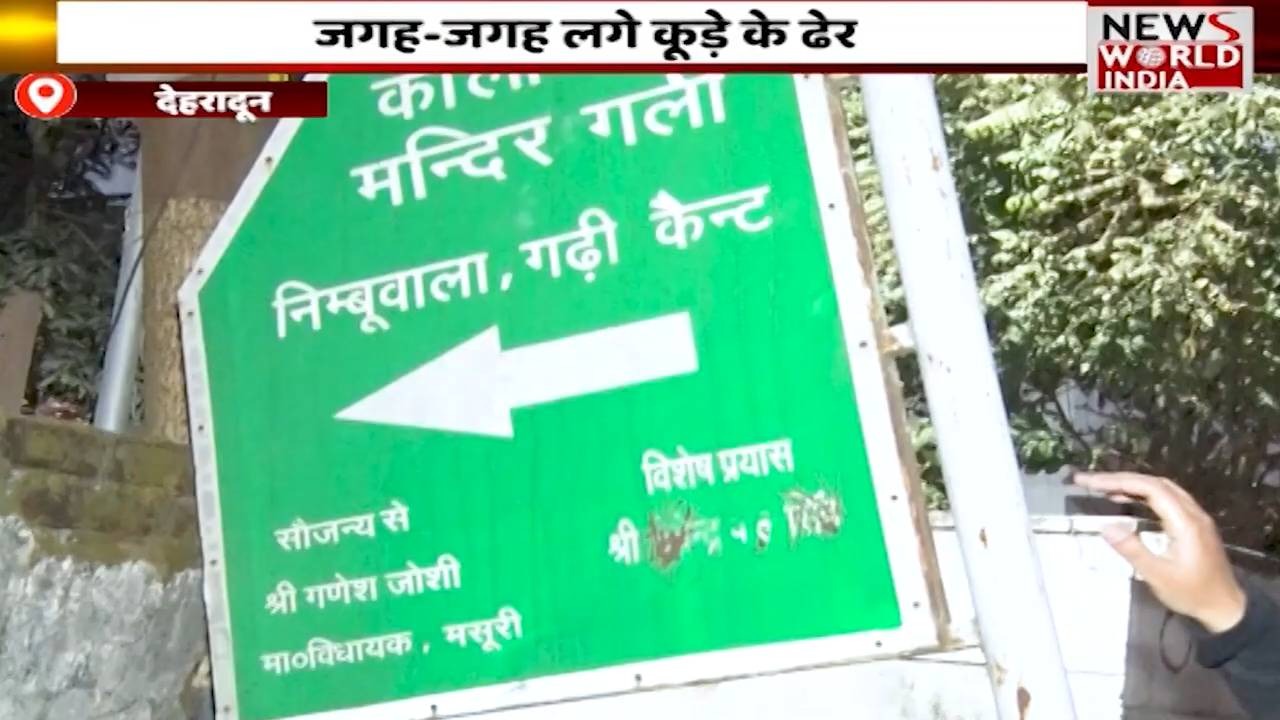 जगह-जगह लगे कूड़े के ढेर
NEWS
WORLD
INDIA
देहरादून
मन्दिर गली
निम्बूवाला, गढ़ी कैन्ट
विशेष प्रयास
श्री
सौजन्य से
श्री गणेश जोशी
मा०विधायक, मसूरी